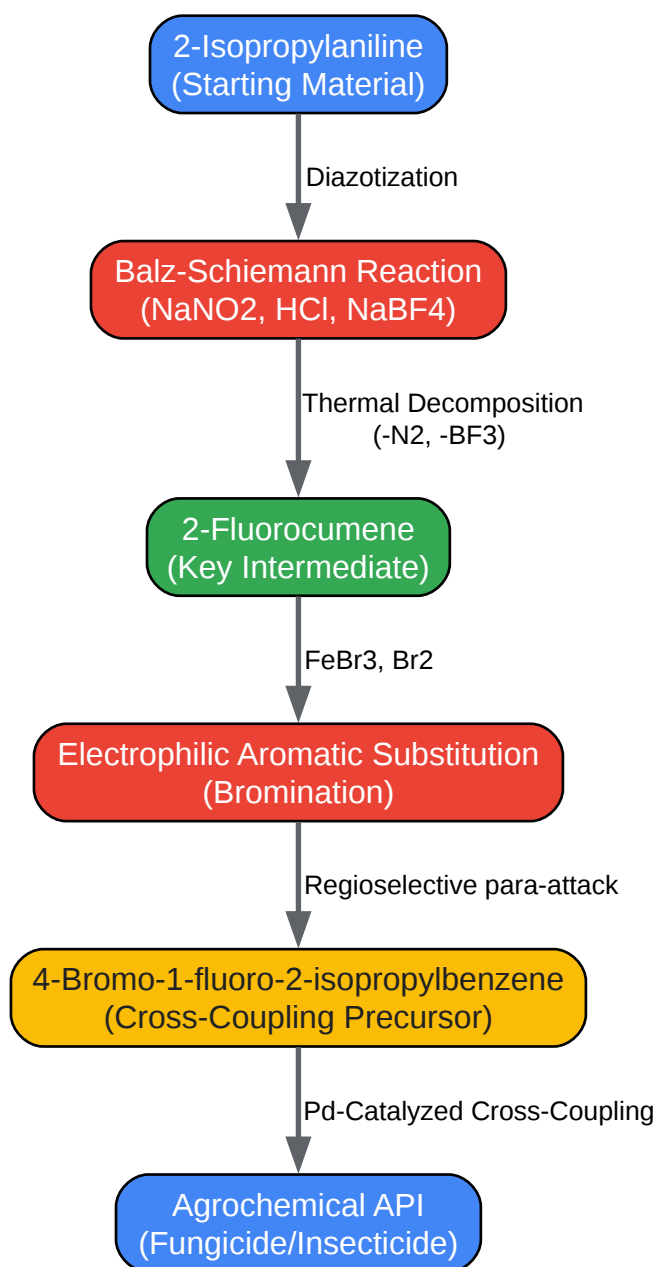 2-Isopropylaniline
(Starting Material)
Diazotization
Balz-Schiemann Reaction
(NaNO2, HCl, NaBF4)
Thermal Decomposition
(-N2, -BF3)
2-Fluorocumene
(Key Intermediate)
FeBr3, Br2
Electrophilic Aromatic Substitution
(Bromination)
Regioselective para-attack
4-Bromo-1-fluoro-2-isopropylbenzene
(Cross-Coupling Precursor)
Pd-Catalyzed Cross-Coupling
Agrochemical API
(Fungicide/Insecticide)